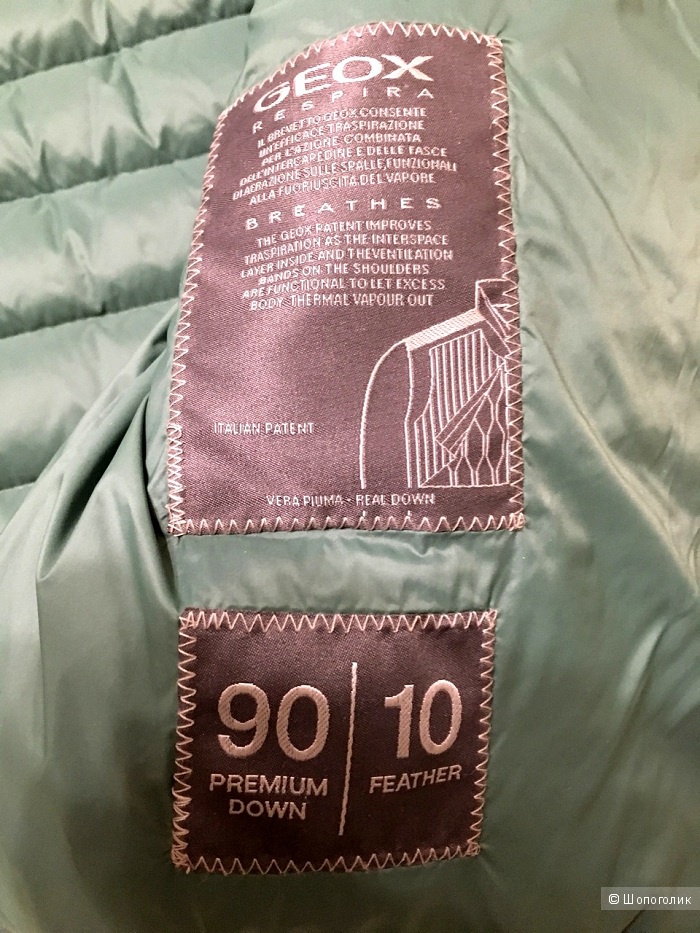 GEOX
RESPIRA
IL BREVETTO GEOX CONSENTE
UN'EFFICACE TRASPIRAZIONE
PER L'AZIONE COMBINATA
DELL'INTERCAPEDINE E DELLE FASCE
DI AERAZIONE SULLE SPALLE, FUNZIONALI
ALLA FUORIUSCITA DEL VAPORE
BREATHES
THE GEOX PATENT IMPROVES
TRASPIRATION AS THE INTERSPACE
LAYER INSIDE AND THE VENTILATION
BANDS ON THE SHOULDERS
ARE FUNCTIONAL TO LET EXCESS
BODY THERMAL VAPOUR OUT
ITALIAN PATENT
VERA PIUMA - REAL DOWN
90 | 10
PREMIUM DOWN
FEATHER
© Шопоголик